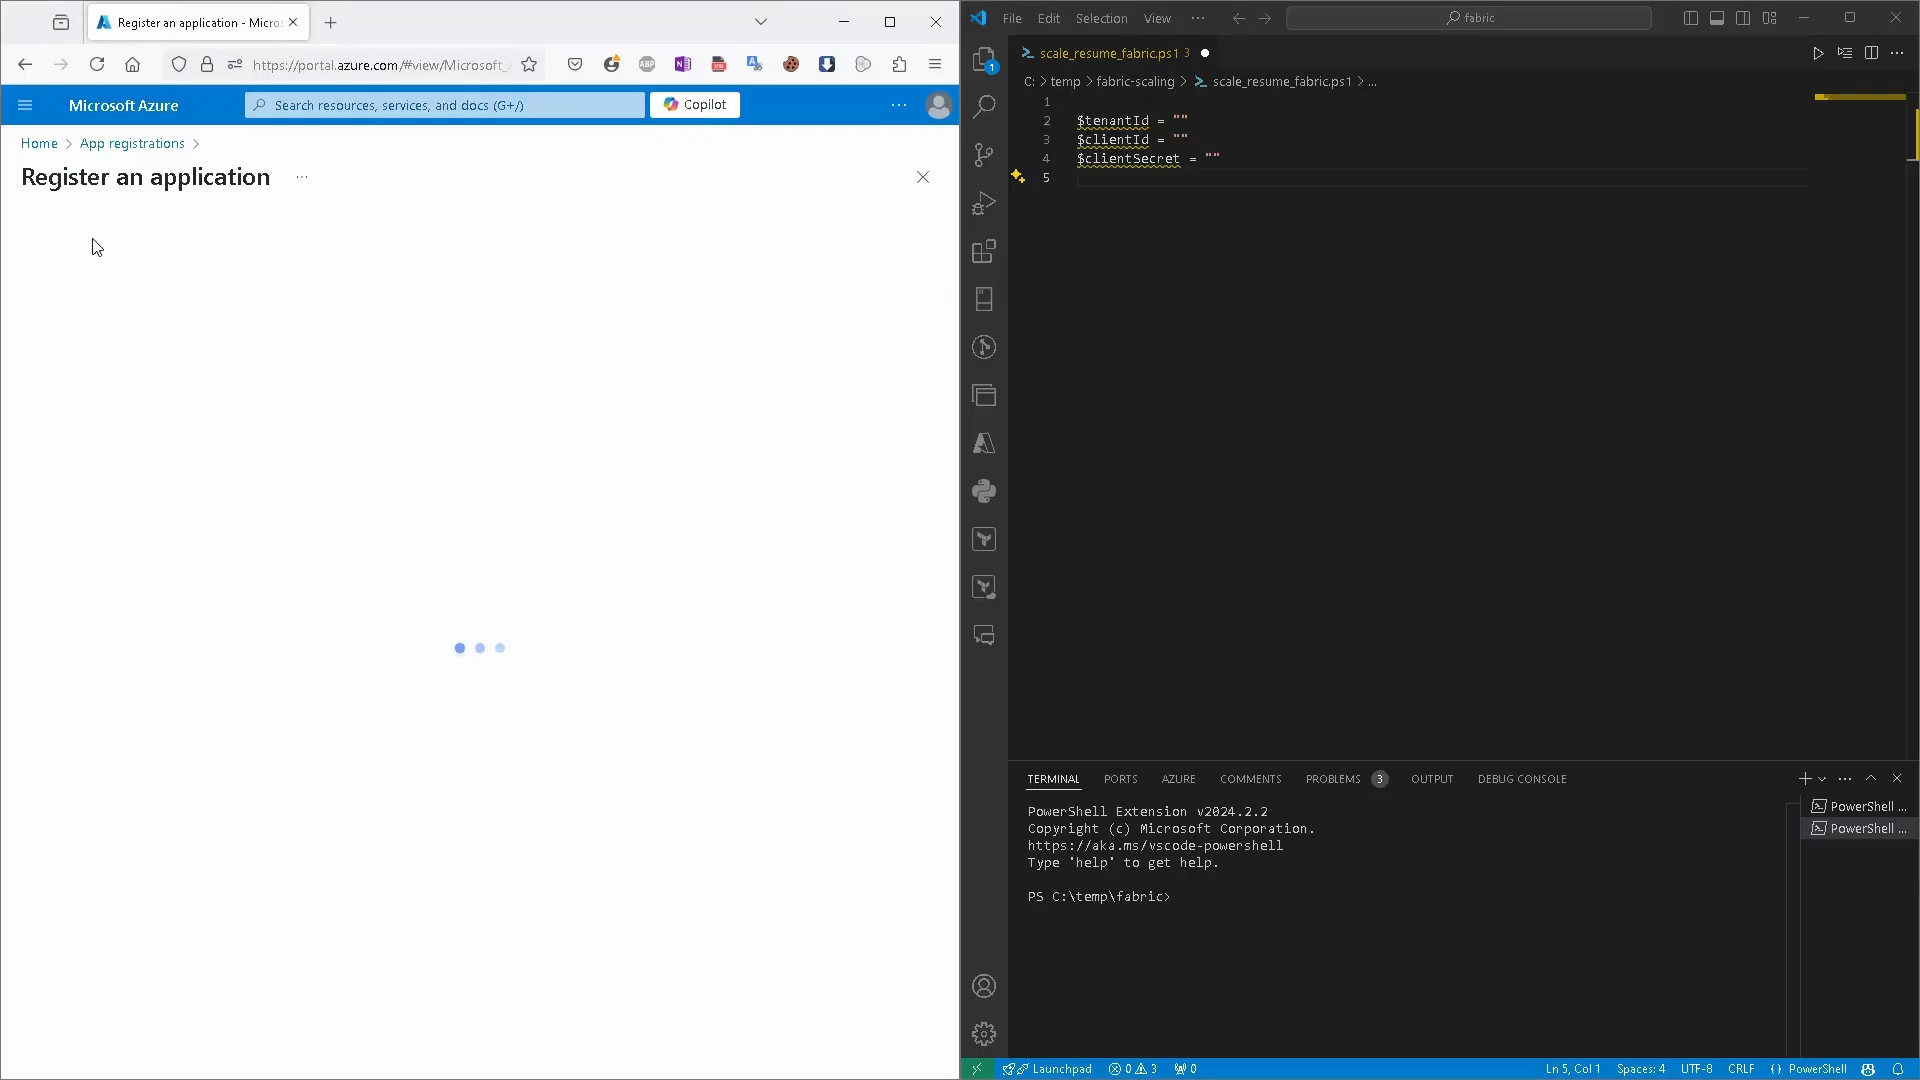 Register an application - Micros
https://portal.azure.com/#view/Microsoft_
Microsoft Azure
Search resources, services, and docs (G+/)
Copilot
Home > App registrations >
Register an application
File Edit Selection View
fabric
scale_resume_fabric.ps1 3
C: > temp > fabric-scaling > scale_resume_fabric.ps1 > ...
1
2 $tenantId = ""
3 $clientId = ""
4 $clientSecret = ""
5
TERMINAL PORTS AZURE COMMENTS PROBLEMS 3 OUTPUT DEBUG CONSOLE
PowerShell Extension v2024.2.2
Copyright (c) Microsoft Corporation.
https://aka.ms/vscode-powershell
Type 'help' to get help.
PS C:\temp\fabric>
PowerShell ...
PowerShell ...
1
ABP
Launchpad 0 3 0 Ln 5, Col 1 Spaces: 4 UTF-8 CRLF PowerShell